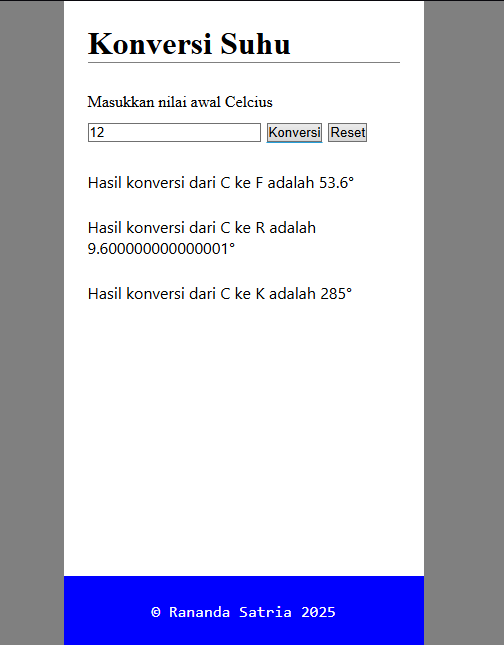 Konversi Suhu
Masukkan nilai awal Celcius
12 Konversi Reset
Hasil konversi dari C ke F adalah 53.6°
Hasil konversi dari C ke R adalah
9.600000000000001°
Hasil konversi dari C ke K adalah 285°
© Rananda Satria 2025